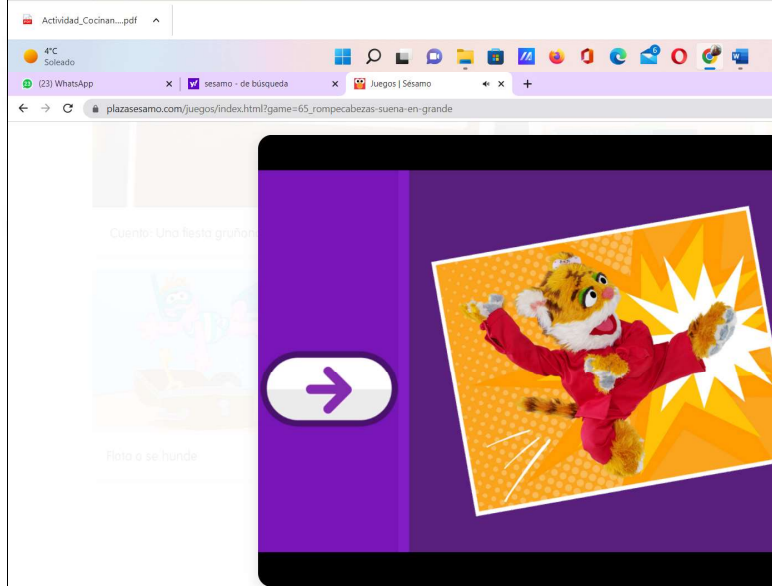 Actividad_Cocinan....pdf
4°C
Soleado
6
(23) WhatsApp
y!
sesamo - de búsqueda
Juegos | Sésamo
plazasesamo.com/juegos/index.html?game=65_rompecabezas-suena-en-grande
Cuento: Una fiesta gruñon
Flota o se hunde